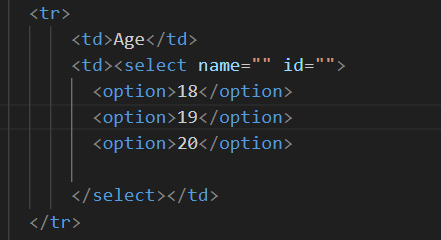 <tr>
<td>Age</td>
<td><select name="" id="">
<option>18</option>
<option>19</option>
<option>20</option>
</select></td>
</tr>